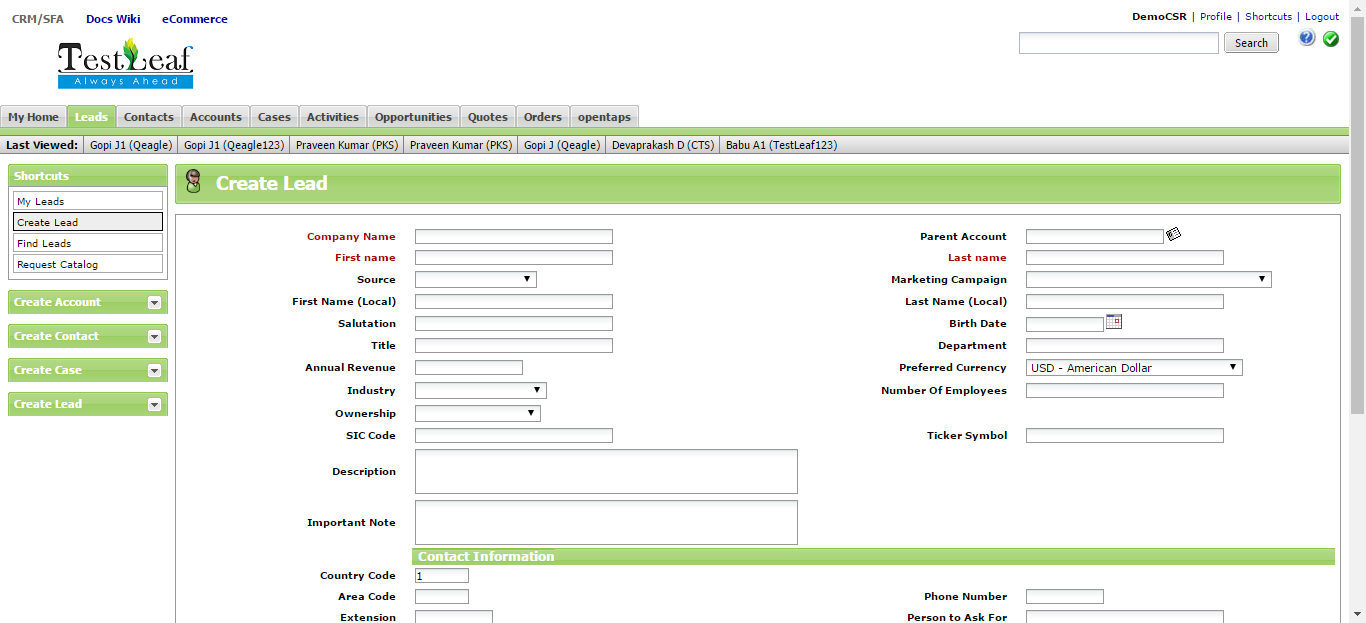 CRM/SFA Docs Wiki eCommerce
DemoCSR | Profile | Shortcuts | Logout
TestLeaf
Always Ahead
Search
My Home Leads Contacts Accounts Cases Activities Opportunities Quotes Orders opentaps
Last Viewed: Gopi J1 (Qeagle) Gopi J1 (Qeagle123) Praveen Kumar (PKS) Praveen Kumar (PKS) Gopi J (Qeagle) Devaprakash D (CTS) Babu A1 (TestLeaf123)
Shortcuts
My Leads
Create Lead
Find Leads
Request Catalog
Create Account
Create Contact
Create Case
Create Lead
Create Lead
Company Name Parent Account
First name Last name
Source Marketing Campaign
First Name (Local) Last Name (Local)
Salutation Birth Date
Title Department
Annual Revenue Preferred Currency USD - American Dollar
Industry Number Of Employees
Ownership
SIC Code Ticker Symbol
Description
Important Note
Contact Information
Country Code 1
Area Code Phone Number
Extension Person to Ask For